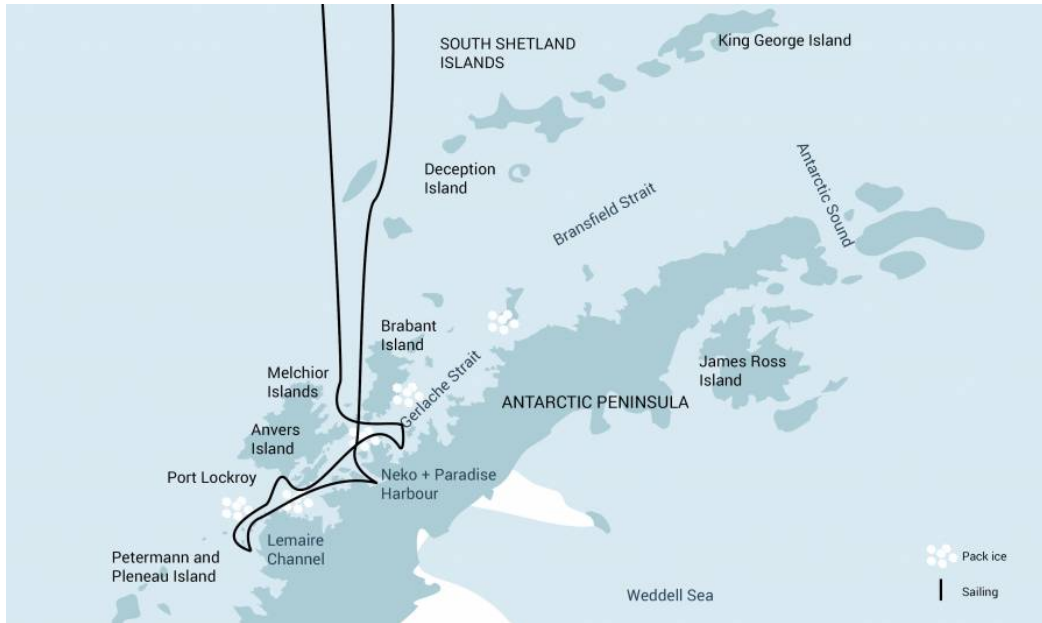 SOUTH SHETLAND
ISLANDS
King George Island
Deception
Island
Bransfield Strait
Antarctic Sound
Brabant
Island
Melchior
Islands
Gerlache Strait
James Ross
Island
ANTARCTIC PENINSULA
Anvers
Island
Port Lockroy
Neko + Paradise
Harbour
Lemaire
Channel
Petermann and
Pleneau Island
Weddell Sea
Pack ice
Sailing